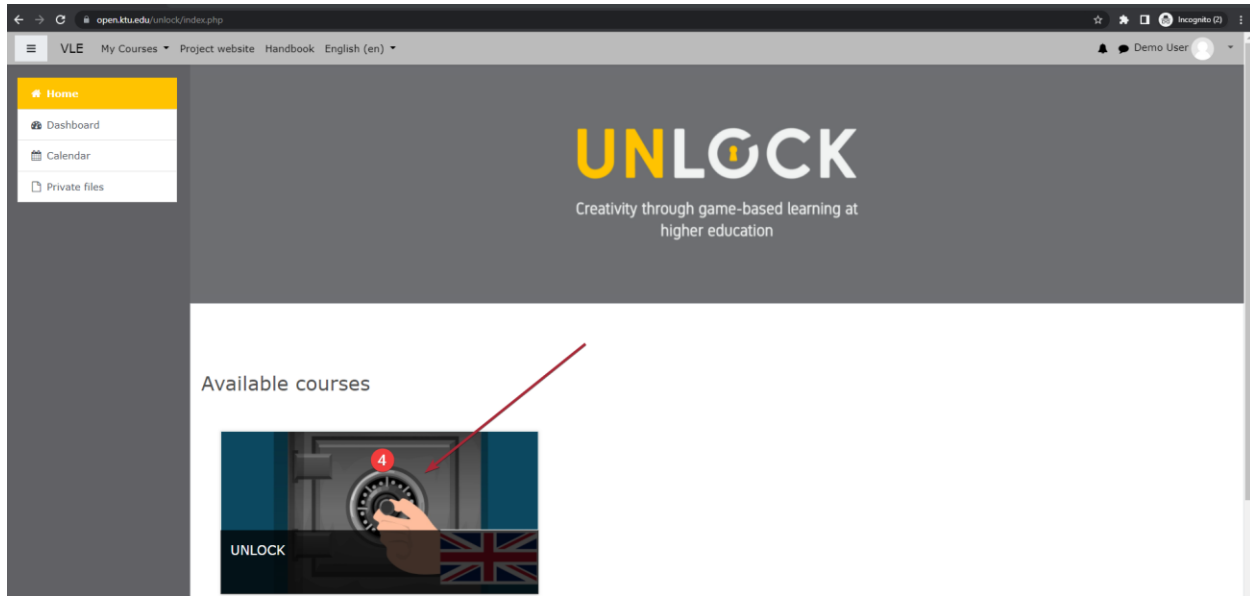 open.ktu.edu/unlock/index.php
Incognito (2)
VLE My Courses Project website Handbook English (en)
Demo User
Home
Dashboard
Calendar
Private files
UNLOCK
Creativity through game-based learning at
higher education
Available courses
4
UNLOCK